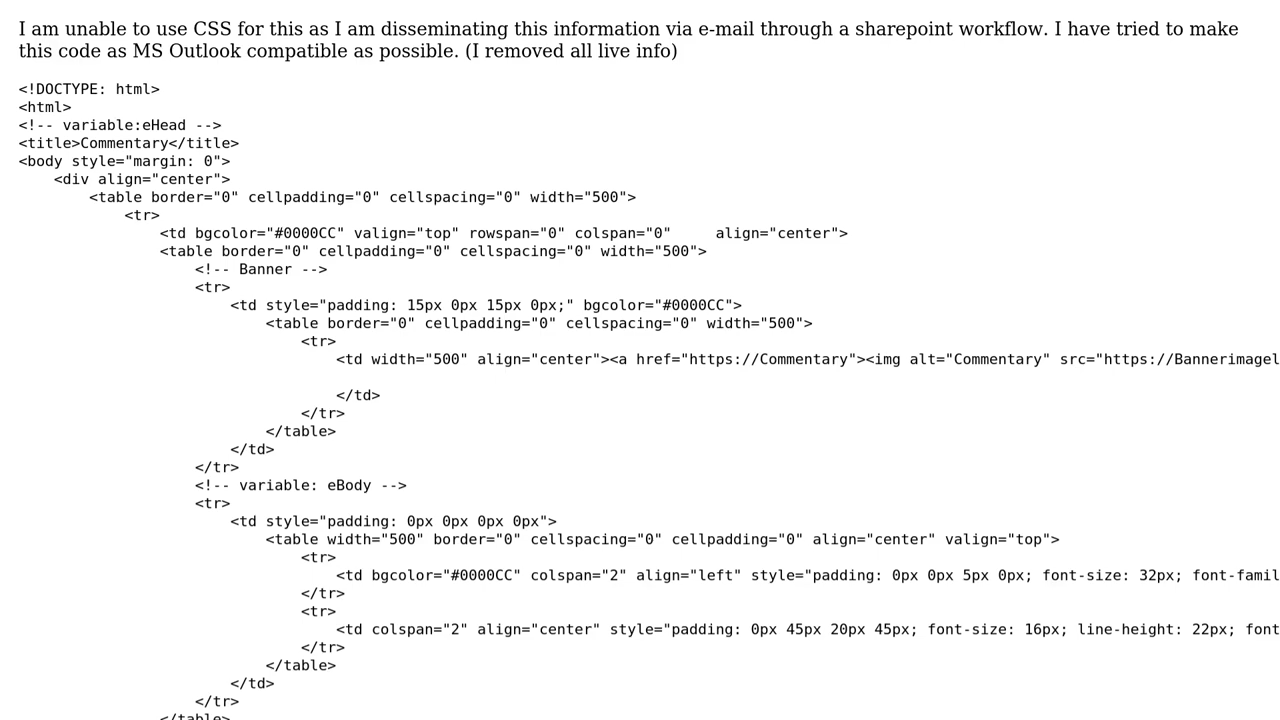 I am unable to use CSS for this as I am disseminating this information via e-mail through a sharepoint workflow. I have tried to make
this code as MS Outlook compatible as possible. (I removed all live info)
<!DOCTYPE: html>
<html>
<!-- variable:eHead -->
<title>Commentary</title>
<body style="margin: 0">
    <div align="center">
        <table border="0" cellpadding="0" cellspacing="0" width="500">
            <tr>
                <td bgcolor="#0000CC" valign="top" rowspan="0" colspan="0"     align="center">
                <table border="0" cellpadding="0" cellspacing="0" width="500">
                    <!-- Banner -->
                    <tr>
                        <td style="padding: 15px 0px 15px 0px;" bgcolor="#0000CC">
                            <table border="0" cellpadding="0" cellspacing="0" width="500">
                                <tr>
                                    <td width="500" align="center"><a href="https://Commentary"><img alt="Commentary" src="https://Bannerimagel
                                    </td>
                                </tr>
                            </table>
                        </td>
                    </tr>
                    <!-- variable: eBody -->
                    <tr>
                        <td style="padding: 0px 0px 0px 0px">
                            <table width="500" border="0" cellspacing="0" cellpadding="0" align="center" valign="top">
                                <tr>
                                    <td bgcolor="#0000CC" colspan="2" align="left" style="padding: 0px 0px 5px 0px; font-size: 32px; font-famil
                                </tr>
                                <tr>
                                    <td colspan="2" align="center" style="padding: 0px 45px 20px 45px; font-size: 16px; line-height: 22px; font
                                </tr>
                            </table>
                        </td>
                    </tr>
                </table>